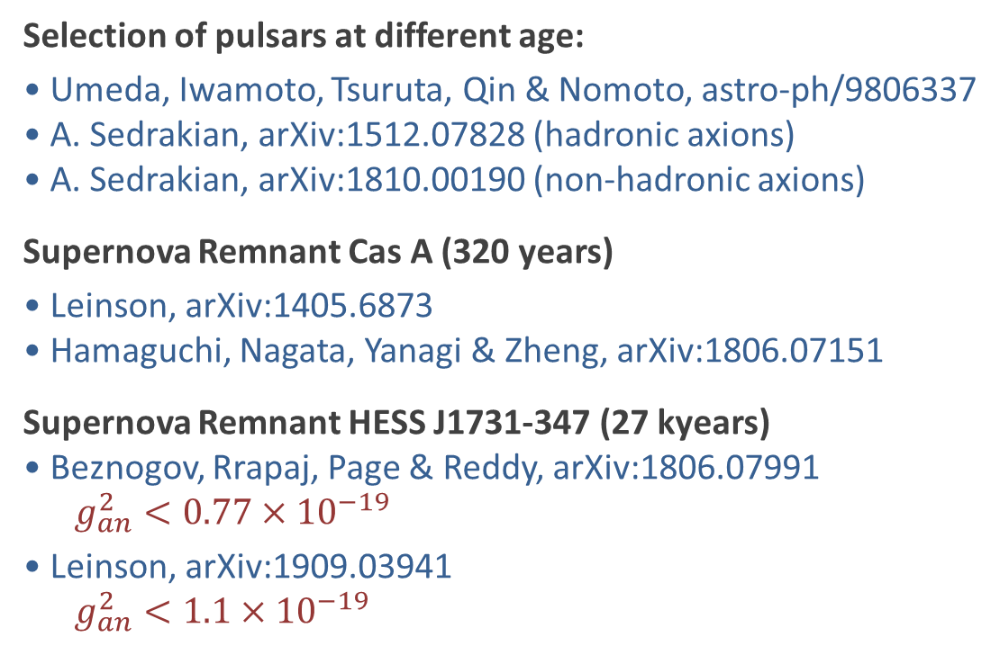 Selection of pulsars at different age:
• Umeda, Iwamoto, Tsuruta, Qin & Nomoto, astro-ph/9806337
• A. Sedrakian, arXiv:1512.07828 (hadronic axions)
• A. Sedrakian, arXiv:1810.00190 (non-hadronic axions)
Supernova Remnant Cas A (320 years)
• Leinson, arXiv:1405.6873
• Hamaguchi, Nagata, Yanagi & Zheng, arXiv:1806.07151
Supernova Remnant HESS J1731-347 (27 kyears)
• Beznogov, Rrapaj, Page & Reddy, arXiv:1806.07991
$g_{an}^2 < 0.77 \times 10^{-19}$
• Leinson, arXiv:1909.03941
$g_{an}^2 < 1.1 \times 10^{-19}$